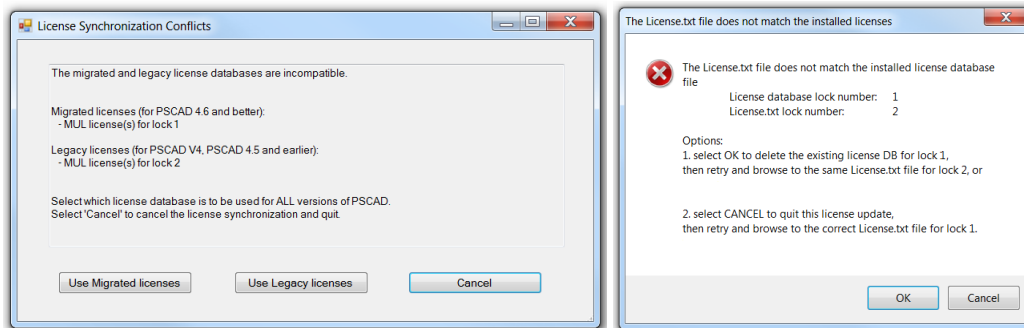 License Synchronization Conflicts
The migrated and legacy license databases are incompatible.
Migrated licenses (for PSCAD 4.6 and better):
- MUL license(s) for lock 1
Legacy licenses (for PSCAD V4, PSCAD 4.5 and earlier):
- MUL license(s) for lock 2
Select which license database is to be used for ALL versions of PSCAD.
Select 'Cancel' to cancel the license synchronization and quit.
Use Migrated licenses
Use Legacy licenses
Cancel
The License.txt file does not match the installed licenses
The License.txt file does not match the installed license database
file
License database lock number: 1
License.txt lock number: 2
Options:
1. select OK to delete the existing license DB for lock 1,
then retry and browse to the same License.txt file for lock 2, or
2. select CANCEL to quit this license update,
then retry and browse to the correct License.txt file for lock 1.
OK
Cancel